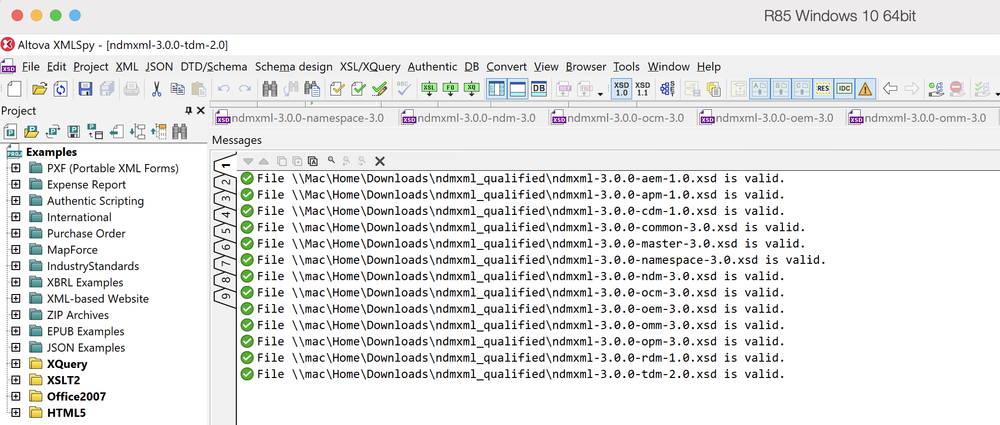 R85 Windows 10 64bit
Altova XMLSpy - [ndmxml-3.0.0-tdm-2.0]
XSD File Edit Project XML JSON DTD/Schema Schema design XSL/XQuery Authentic DB Convert View Browser Tools Window Help
ABC XSL FO XQ DB DEF FILE XSD 1.0 XSD 1.1 SET A S C RES IDC
Project
XSD ndmxml-3.0.0-namespace-3.0 XSD ndmxml-3.0.0-ndm-3.0 XSD ndmxml-3.0.0-ocm-3.0 XSD ndmxml-3.0.0-oem-3.0 XSD ndmxml-3.0.0-omm-3.0
P P P P
Messages
PROJ Examples
PXF (Portable XML Forms)
Expense Report
Authentic Scripting
International
Purchase Order
MapForce
IndustryStandards
XBRL Examples
XML-based Website
ZIP Archives
EPUB Examples
JSON Examples
XQuery
XSLT2
Office2007
HTML5
1
2
3
4
5
6
7
8
9
A
File \\Mac\Home\Downloads\ndmxml_qualified\ndmxml-3.0.0-aem-1.0.xsd is valid.
File \\Mac\Home\Downloads\ndmxml_qualified\ndmxml-3.0.0-apm-1.0.xsd is valid.
File \\Mac\Home\Downloads\ndmxml_qualified\ndmxml-3.0.0-cdm-1.0.xsd is valid.
File \\mac\Home\Downloads\ndmxml_qualified\ndmxml-3.0.0-common-3.0.xsd is valid.
File \\Mac\Home\Downloads\ndmxml_qualified\ndmxml-3.0.0-master-3.0.xsd is valid.
File \\mac\Home\Downloads\ndmxml_qualified\ndmxml-3.0.0-namespace-3.0.xsd is valid.
File \\mac\Home\Downloads\ndmxml_qualified\ndmxml-3.0.0-ndm-3.0.xsd is valid.
File \\mac\Home\Downloads\ndmxml_qualified\ndmxml-3.0.0-ocm-3.0.xsd is valid.
File \\mac\Home\Downloads\ndmxml_qualified\ndmxml-3.0.0-oem-3.0.xsd is valid.
File \\mac\Home\Downloads\ndmxml_qualified\ndmxml-3.0.0-omm-3.0.xsd is valid.
File \\mac\Home\Downloads\ndmxml_qualified\ndmxml-3.0.0-opm-3.0.xsd is valid.
File \\mac\Home\Downloads\ndmxml_qualified\ndmxml-3.0.0-rdm-1.0.xsd is valid.
File \\mac\Home\Downloads\ndmxml_qualified\ndmxml-3.0.0-tdm-2.0.xsd is valid.